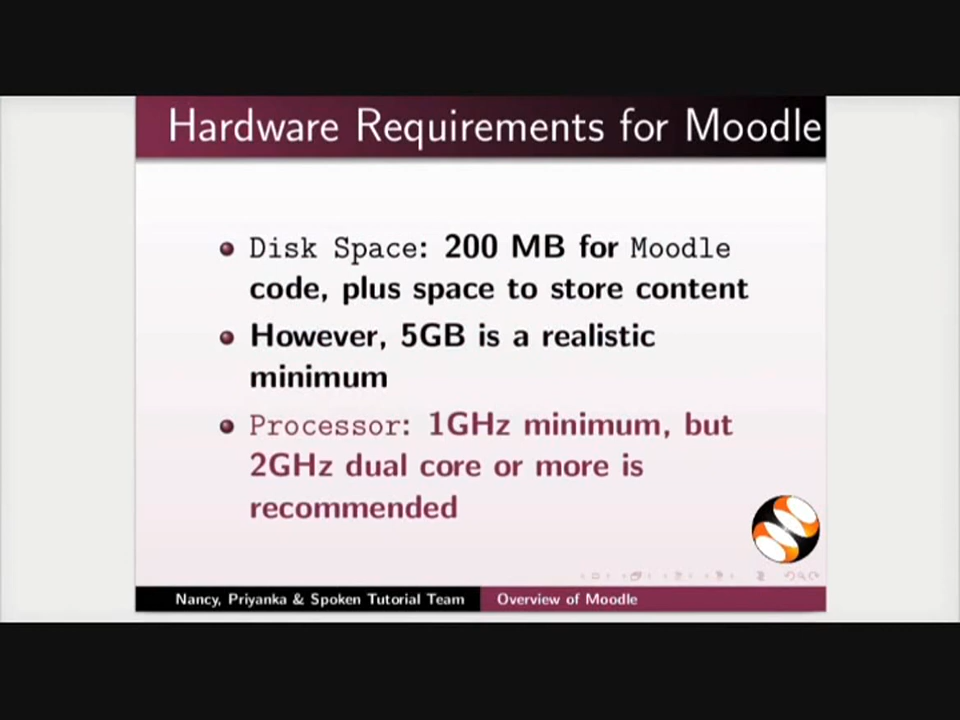 Hardware Requirements for Moodle
Disk Space: 200 MB for Moodle
code, plus space to store content
However, 5GB is a realistic
minimum
Processor: 1GHz minimum, but
2GHz dual core or more is
recommended
Nancy, Priyanka & Spoken Tutorial Team
Overview of Moodle